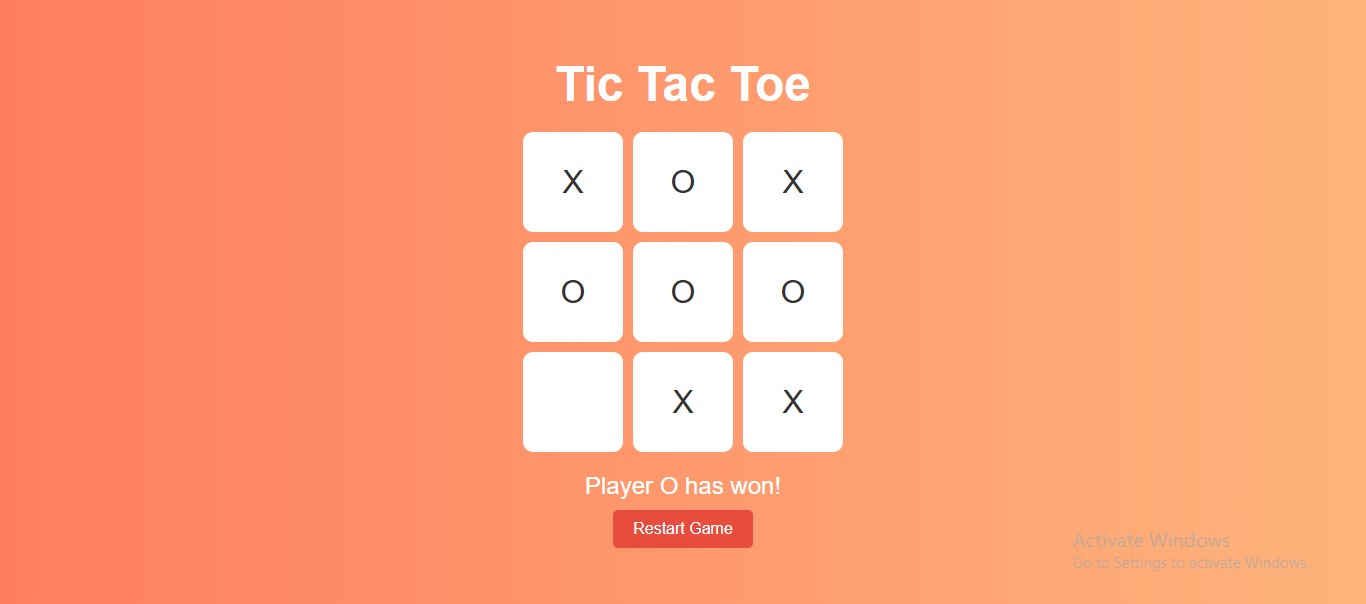 Tic Tac Toe
X O X
O O O
X X
Player O has won!
Restart Game
Activate Windows
Go to Settings to activate Windows.